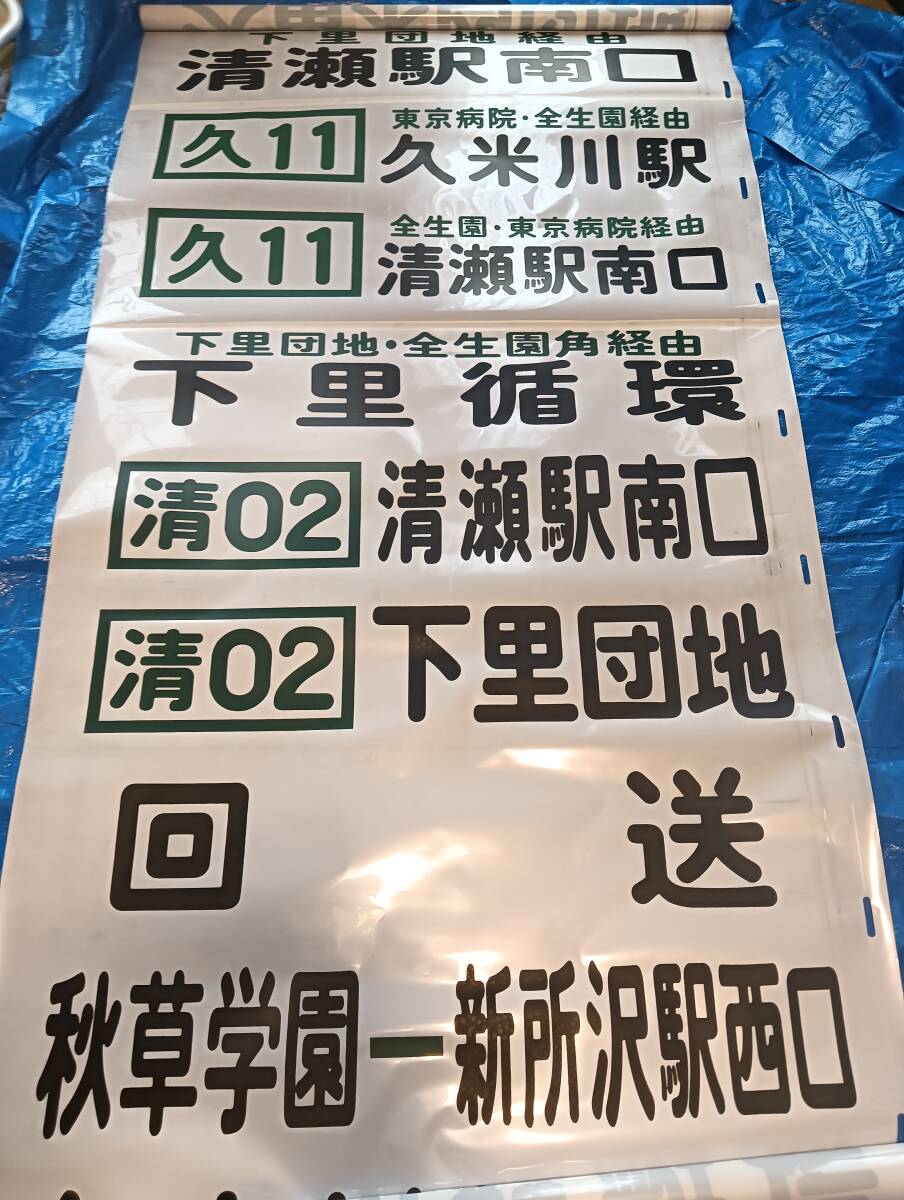 下里団地経由
清瀬駅南口
久11 東京病院・全生園経由
久米川駅
久11 全生園・東京病院経由
清瀬駅南口
下里団地・全生園角経由
下里循環
清02 清瀬駅南口
清02 下里団地
回送
秋草学園ー新所沢駅西口